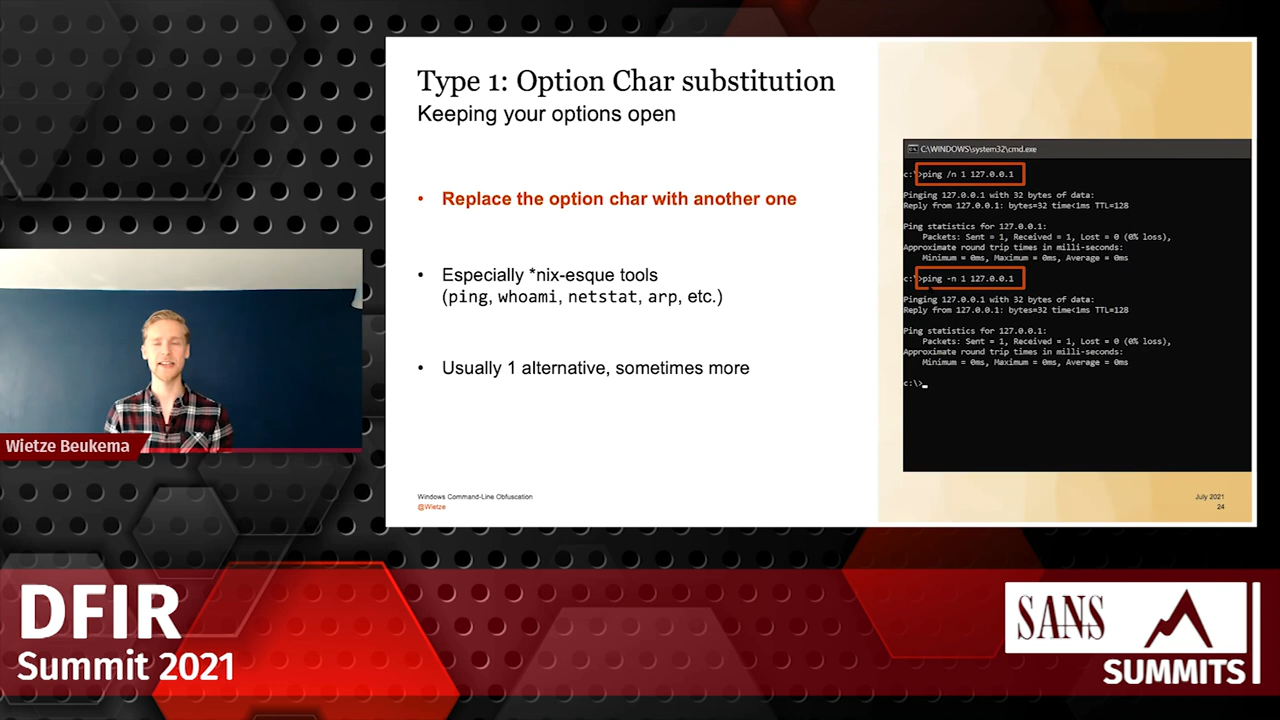 Type 1: Option Char substitution
Keeping your options open
• Replace the option char with another one
• Especially *nix-esque tools
(ping, whoami, netstat, arp, etc.)
• Usually 1 alternative, sometimes more
C:\WINDOWS\system32\cmd.exe
c:\>ping /n 1 127.0.0.1
Pinging 127.0.0.1 with 32 bytes of data:
Reply from 127.0.0.1: bytes=32 time<1ms TTL=128
Ping statistics for 127.0.0.1:
Packets: Sent = 1, Received = 1, Lost = 0 (0% loss),
Approximate round trip times in milli-seconds:
Minimum = 0ms, Maximum = 0ms, Average = 0ms
c:\>ping -n 1 127.0.0.1
Pinging 127.0.0.1 with 32 bytes of data:
Reply from 127.0.0.1: bytes=32 time<1ms TTL=128
Ping statistics for 127.0.0.1:
Packets: Sent = 1, Received = 1, Lost = 0 (0% loss),
Approximate round trip times in milli-seconds:
Minimum = 0ms, Maximum = 0ms, Average = 0ms
c:\>_
Windows Command-Line Obfuscation
@Wietze
July 2021
24
Wietze Beukema
DFIR
Summit 2021
SANS
SUMMITS